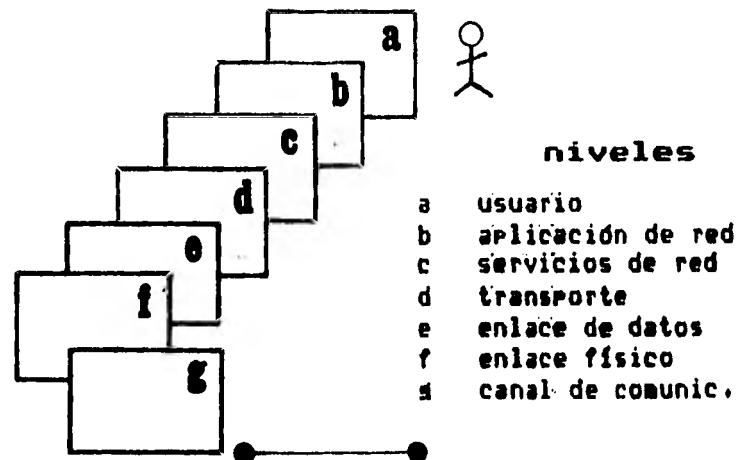 a
b
c
d
e
f
g
niveles
a usuario
b aplicación de red
c servicios de red
d transporte
e enlace de datos
f enlace físico
g canal de comunic.